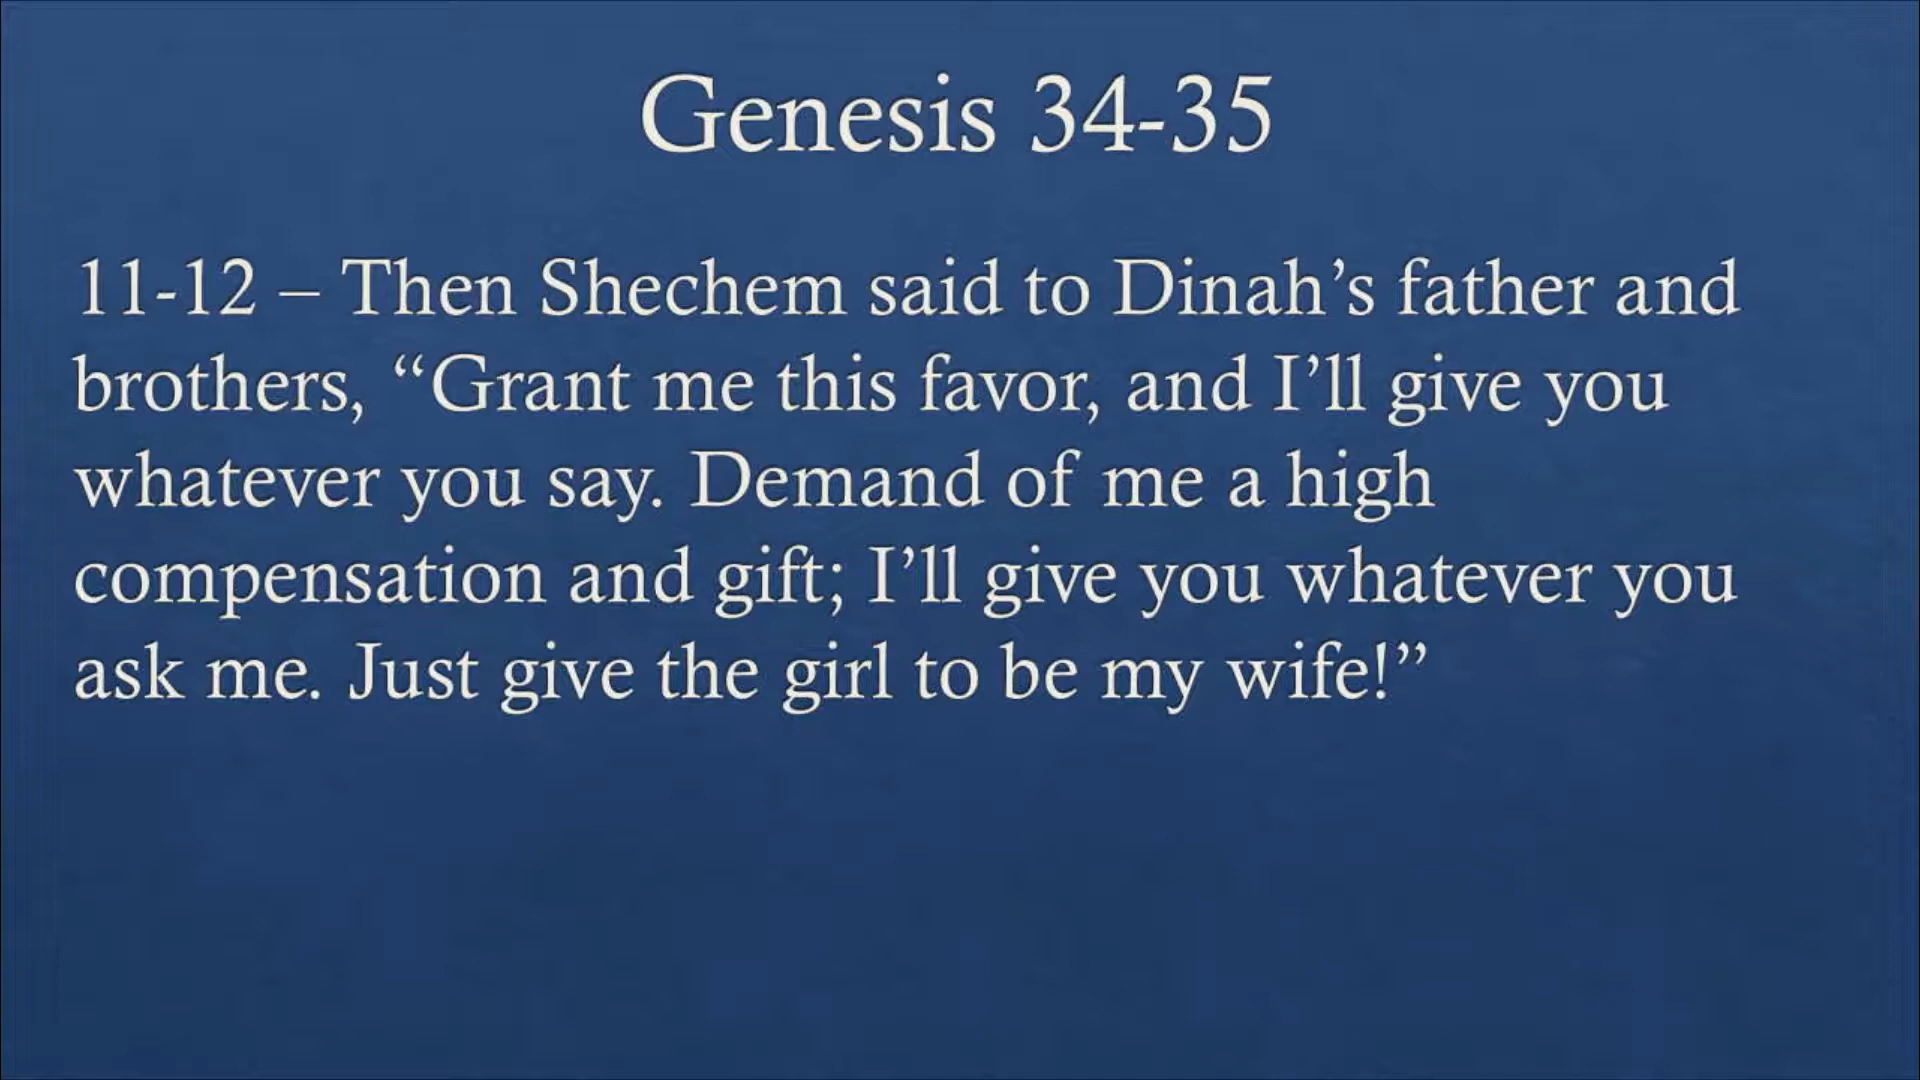 Genesis 34-35
11-12 – Then Shechem said to Dinah’s father and
brothers, “Grant me this favor, and I’ll give you
whatever you say. Demand of me a high
compensation and gift; I’ll give you whatever you
ask me. Just give the girl to be my wife!”